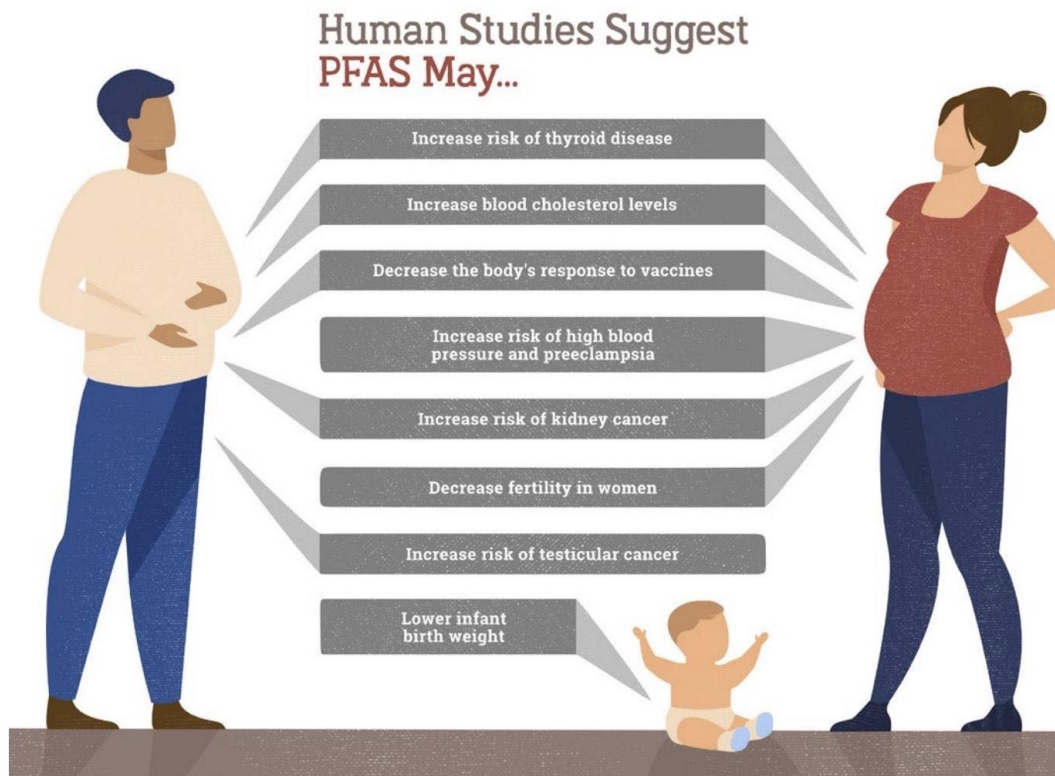 Human Studies Suggest
PFAS May...
Increase risk of thyroid disease
Increase blood cholesterol levels
Decrease the body's response to vaccines
Increase risk of high blood
pressure and preeclampsia
Increase risk of kidney cancer
Decrease fertility in women
Increase risk of testicular cancer
Lower infant
birth weight